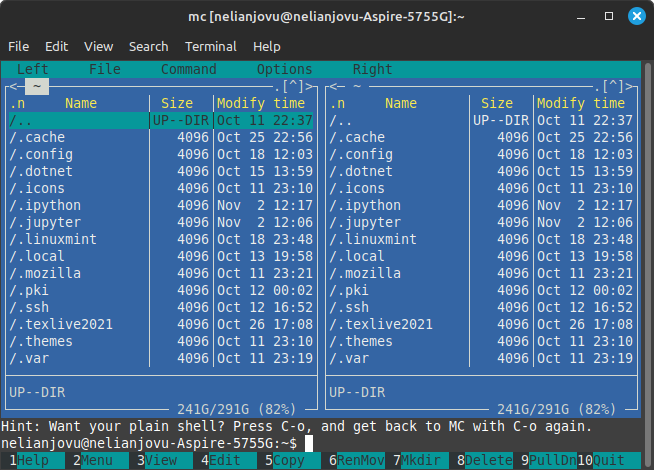 mc [nelianjovu@nelianjovu-Aspire-5755G]:~
File Edit View Search Terminal Help
Left File Command Options Right
<─ ~ ─.[^]> <─ ~ ─.[^]>
.n Name Size Modify time .n Name Size Modify time
/.. UP--DIR Oct 11 22:37 /.. UP--DIR Oct 11 22:37
/.cache 4096 Oct 25 22:56 /.cache 4096 Oct 25 22:56
/.config 4096 Oct 18 12:03 /.config 4096 Oct 18 12:03
/.dotnet 4096 Oct 15 13:59 /.dotnet 4096 Oct 15 13:59
/.icons 4096 Oct 11 23:10 /.icons 4096 Oct 11 23:10
/.ipython 4096 Nov 2 12:17 /.ipython 4096 Nov 2 12:17
/.jupyter 4096 Nov 2 12:06 /.jupyter 4096 Nov 2 12:06
/.linuxmint 4096 Oct 18 23:48 /.linuxmint 4096 Oct 18 23:48
/.local 4096 Oct 13 19:58 /.local 4096 Oct 13 19:58
/.mozilla 4096 Oct 11 23:21 /.mozilla 4096 Oct 11 23:21
/.pki 4096 Oct 12 00:02 /.pki 4096 Oct 12 00:02
/.ssh 4096 Oct 12 16:52 /.ssh 4096 Oct 12 16:52
/.texlive2021 4096 Oct 26 17:08 /.texlive2021 4096 Oct 26 17:08
/.themes 4096 Oct 11 23:02 /.themes 4096 Oct 11 23:02
/.var 4096 Oct 11 23:19 /.var 4096 Oct 11 23:19
UP--DIR UP--DIR
241G/291G (82%) 241G/291G (82%)
Hint: Want your plain shell? Press C-o, and get back to MC with C-o again.
nelianjovu@nelianjovu-Aspire-5755G:~$
1Help 2Menu 3View 4Edit 5Copy 6RenMov 7Mkdir 8Delete 9PullDn 10Quit